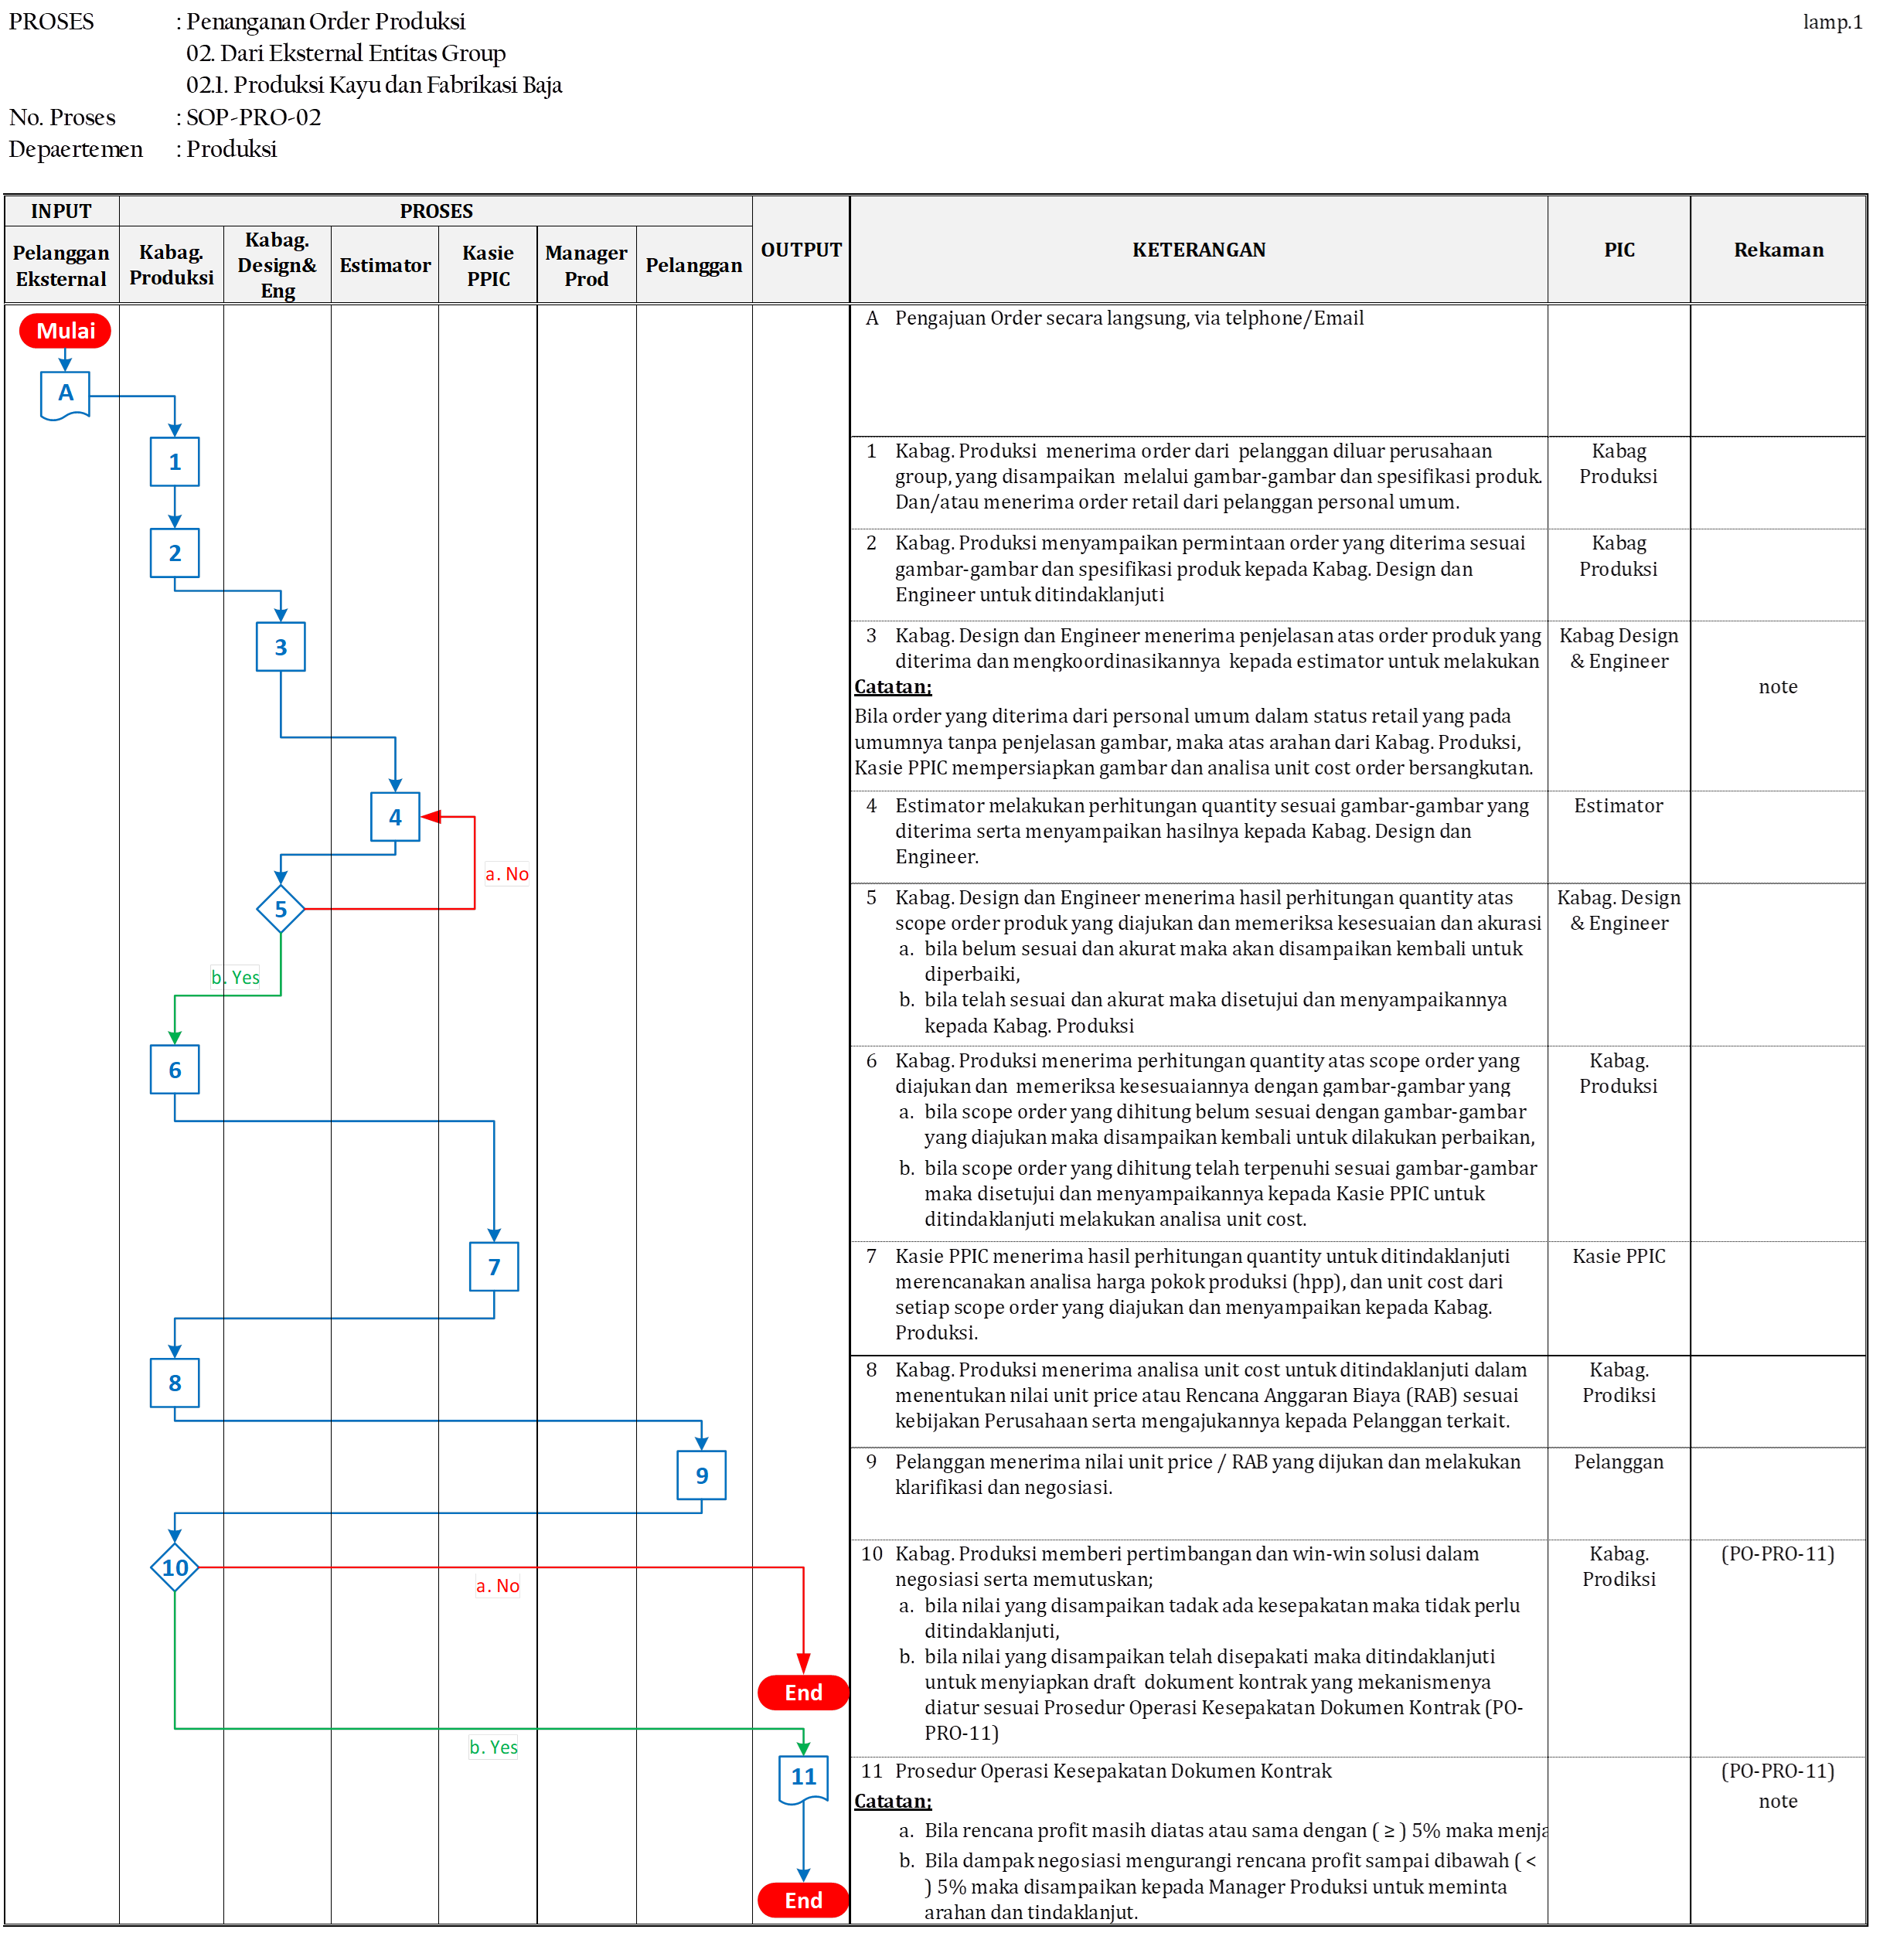 PROSES : Penanganan Order Produksi
lamp.1
02. Dari Eksternal Entitas Group
02.1. Produksi Kayu dan Fabrikasi Baja
No. Proses : SOP-PRO-02
Depaertemen : Produksi
INPUT
PROSES
OUTPUT
KETERANGAN
PIC
Rekaman
Pelanggan
Eksternal
Kabag.
Produksi
Kabag.
Design&
Eng
Estimator
Kasie
PPIC
Manager
Prod
Pelanggan
Mulai
A
1
2
3
4
a. No
5
b. Yes
6
7
8
9
10
a. No
End
b. Yes
11
End
A Pengajuan Order secara langsung, via telphone/Email
1 Kabag. Produksi menerima order dari pelanggan diluar perusahaan
group, yang disampaikan melalui gambar-gambar dan spesifikasi produk.
Dan/atau menerima order retail dari pelanggan personal umum.
Kabag
Produksi
2 Kabag. Produksi menyampaikan permintaan order yang diterima sesuai
gambar-gambar dan spesifikasi produk kepada Kabag. Design dan
Engineer untuk ditindaklanjuti
Kabag
Produksi
3 Kabag. Design dan Engineer menerima penjelasan atas order produk yang
diterima dan mengkoordinasikannya kepada estimator untuk melakukan
Kabag Design
& Engineer
Catatan;
note
Bila order yang diterima dari personal umum dalam status retail yang pada
umumnya tanpa penjelasan gambar, maka atas arahan dari Kabag. Produksi,
Kasie PPIC mempersiapkan gambar dan analisa unit cost order bersangkutan.
4 Estimator melakukan perhitungan quantity sesuai gambar-gambar yang
diterima serta menyampaikan hasilnya kepada Kabag. Design dan
Engineer.
Estimator
5 Kabag. Design dan Engineer menerima hasil perhitungan quantity atas
scope order produk yang diajukan dan memeriksa kesesuaian dan akurasi
a. bila belum sesuai dan akurat maka akan disampaikan kembali untuk
diperbaiki,
b. bila telah sesuai dan akurat maka disetujui dan menyampaikannya
kepada Kabag. Produksi
Kabag. Design
& Engineer
6 Kabag. Produksi menerima perhitungan quantity atas scope order yang
diajukan dan memeriksa kesesuaiannya dengan gambar-gambar yang
a. bila scope order yang dihitung belum sesuai dengan gambar-gambar
yang diajukan maka disampaikan kembali untuk dilakukan perbaikan,
b. bila scope order yang dihitung telah terpenuhi sesuai gambar-gambar
maka disetujui dan menyampaikannya kepada Kasie PPIC untuk
ditindaklanjuti melakukan analisa unit cost.
Kabag.
Produksi
7 Kasie PPIC menerima hasil perhitungan quantity untuk ditindaklanjuti
merencanakan analisa harga pokok produksi (hpp), dan unit cost dari
setiap scope order yang diajukan dan menyampaikan kepada Kabag.
Produksi.
Kasie PPIC
8 Kabag. Produksi menerima analisa unit cost untuk ditindaklanjuti dalam
menentukan nilai unit price atau Rencana Anggaran Biaya (RAB) sesuai
kebijakan Perusahaan serta mengajukannya kepada Pelanggan terkait.
Kabag.
Prodiksi
9 Pelanggan menerima nilai unit price / RAB yang dijukan dan melakukan
klarifikasi dan negosiasi.
Pelanggan
10 Kabag. Produksi memberi pertimbangan dan win-win solusi dalam
negosiasi serta memutuskan;
a. bila nilai yang disampaikan tadak ada kesepakatan maka tidak perlu
ditindaklanjuti,
b. bila nilai yang disampaikan telah disepakati maka ditindaklanjuti
untuk menyiapkan draft dokument kontrak yang mekanismenya
diatur sesuai Prosedur Operasi Kesepakatan Dokumen Kontrak (PO-
PRO-11)
Kabag.
Prodiksi
(PO-PRO-11)
11 Prosedur Operasi Kesepakatan Dokumen Kontrak
(PO-PRO-11)
Catatan;
note
a. Bila rencana profit masih diatas atau sama dengan ( ≥ ) 5% maka menja
b. Bila dampak negosiasi mengurangi rencana profit sampai dibawah ( <
) 5% maka disampaikan kepada Manager Produksi untuk meminta
arahan dan tindaklanjut.